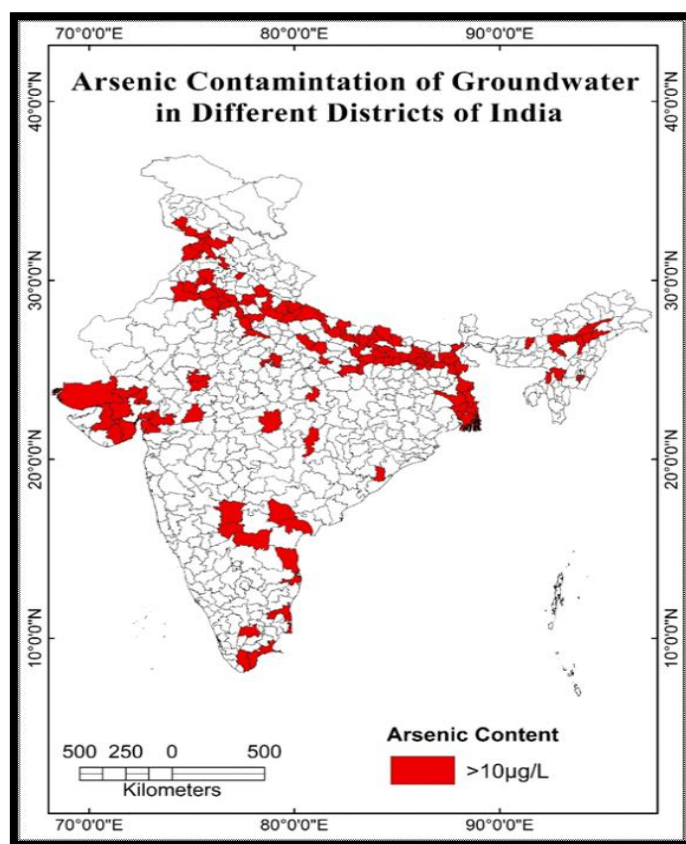 70°0'0"E 80°0'0"E 90°0'0"E
Arsenic Contamintation of Groundwater
in Different Districts of India
40°0'0"N 40°0'0"N
30°0'0"N 30°0'0"N
20°0'0"N 20°0'0"N
10°0'0"N 10°0'0"N
Arsenic Content
500 250 0 500
>10µg/L
Kilometers
70°0'0"E 80°0'0"E 90°0'0"E